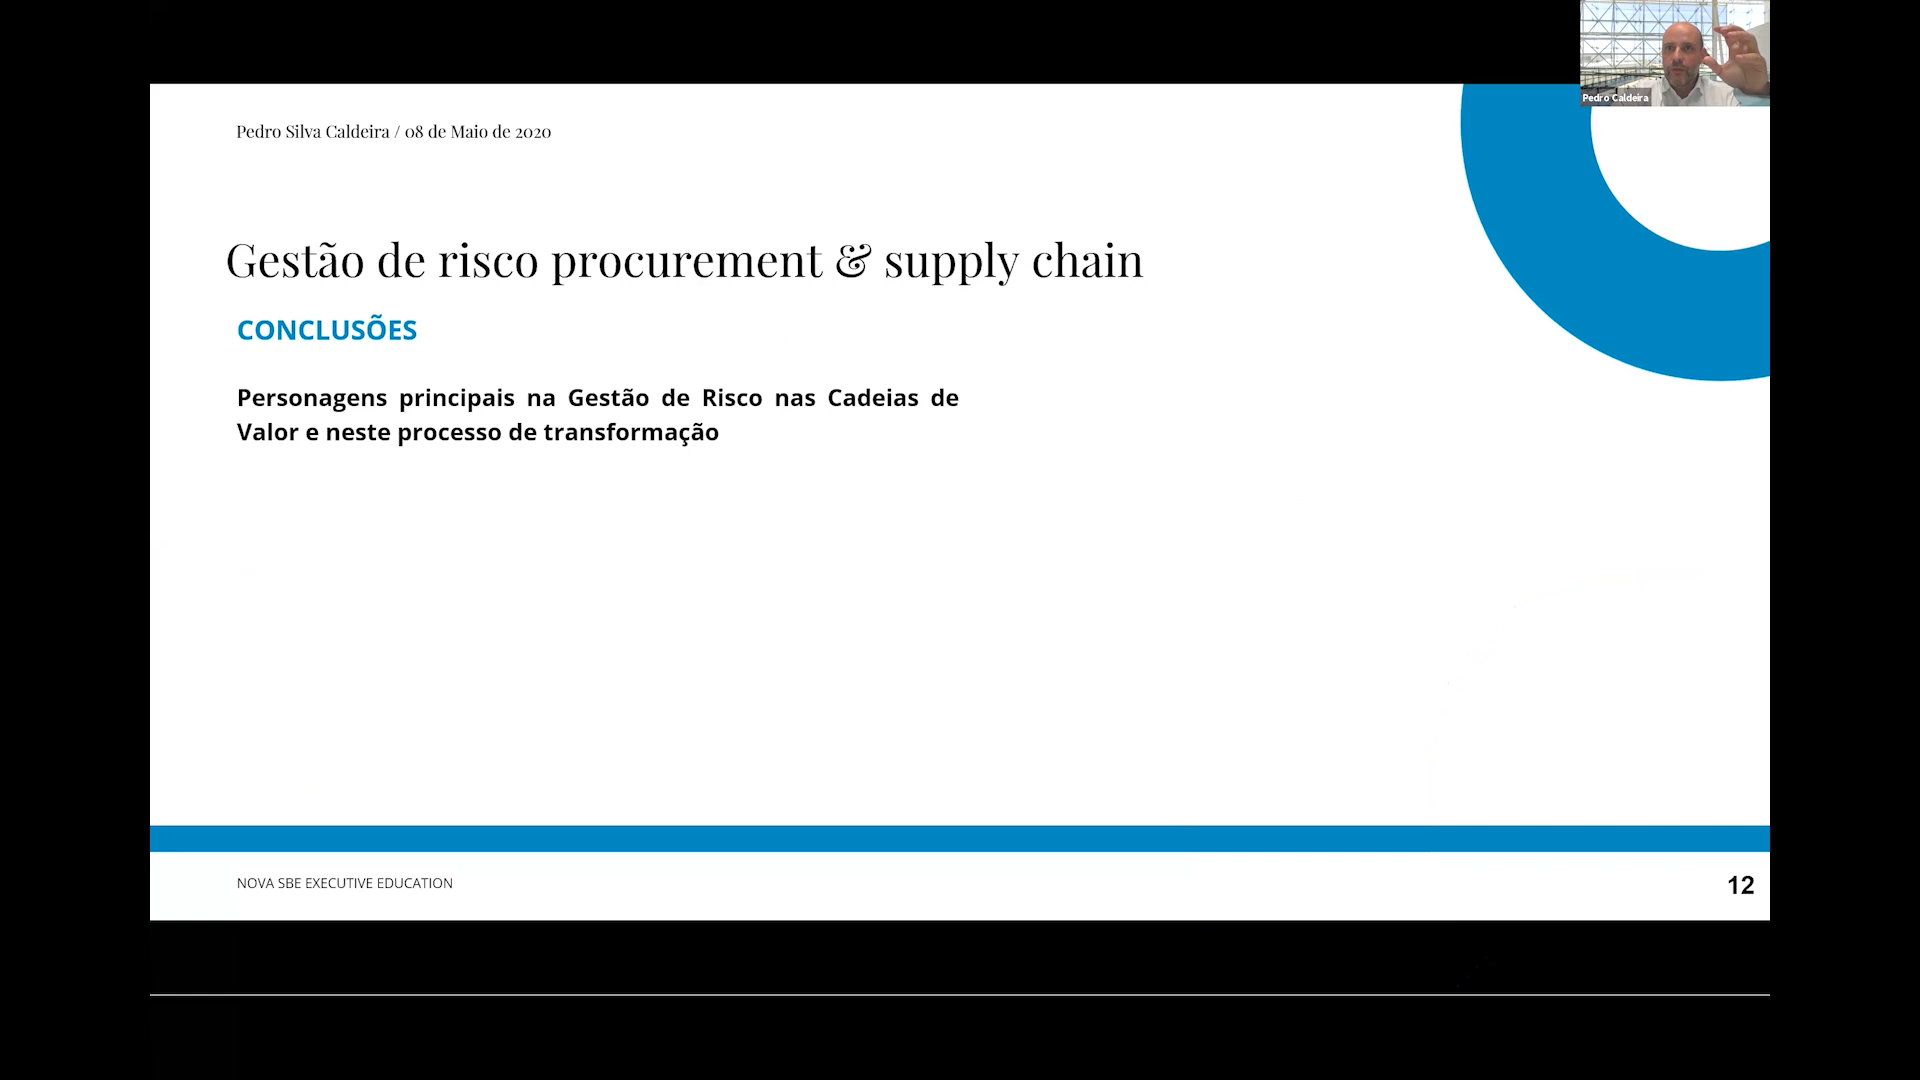 Pedro Caldeira
Pedro Silva Caldeira / 08 de Maio de 2020
Gestão de risco procurement & supply chain
CONCLUSÕES
Personagens principais na Gestão de Risco nas Cadeias de
Valor e neste processo de transformação
NOVA SBE EXECUTIVE EDUCATION
12